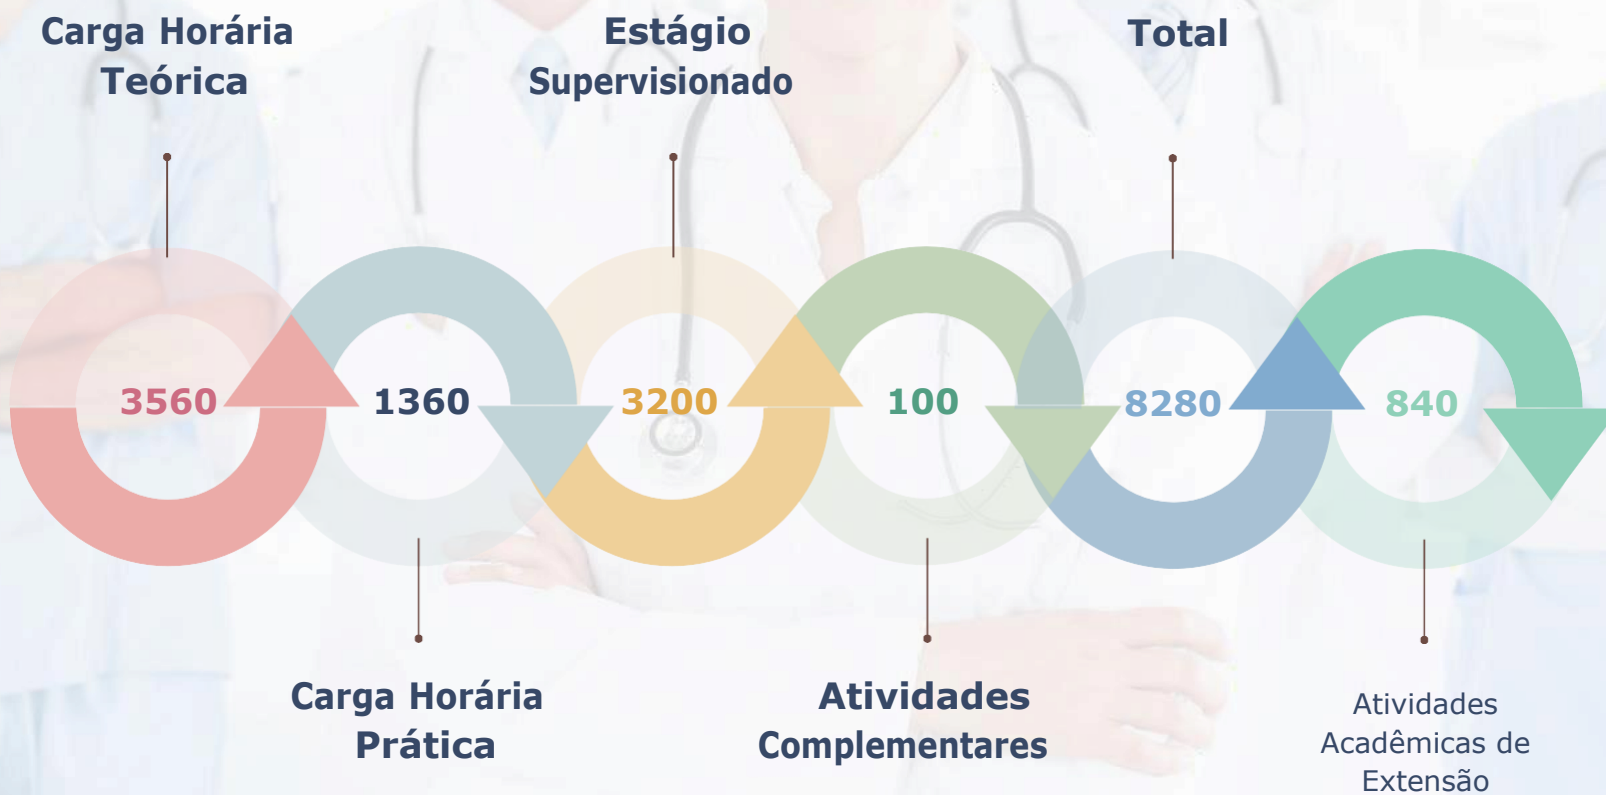 Carga Horária
Teórica
Estágio
Supervisionado
Total
3560
1360
3200
100
8280
840
Carga Horária
Prática
Atividades
Complementares
Atividades
Acadêmicas de
Extensão